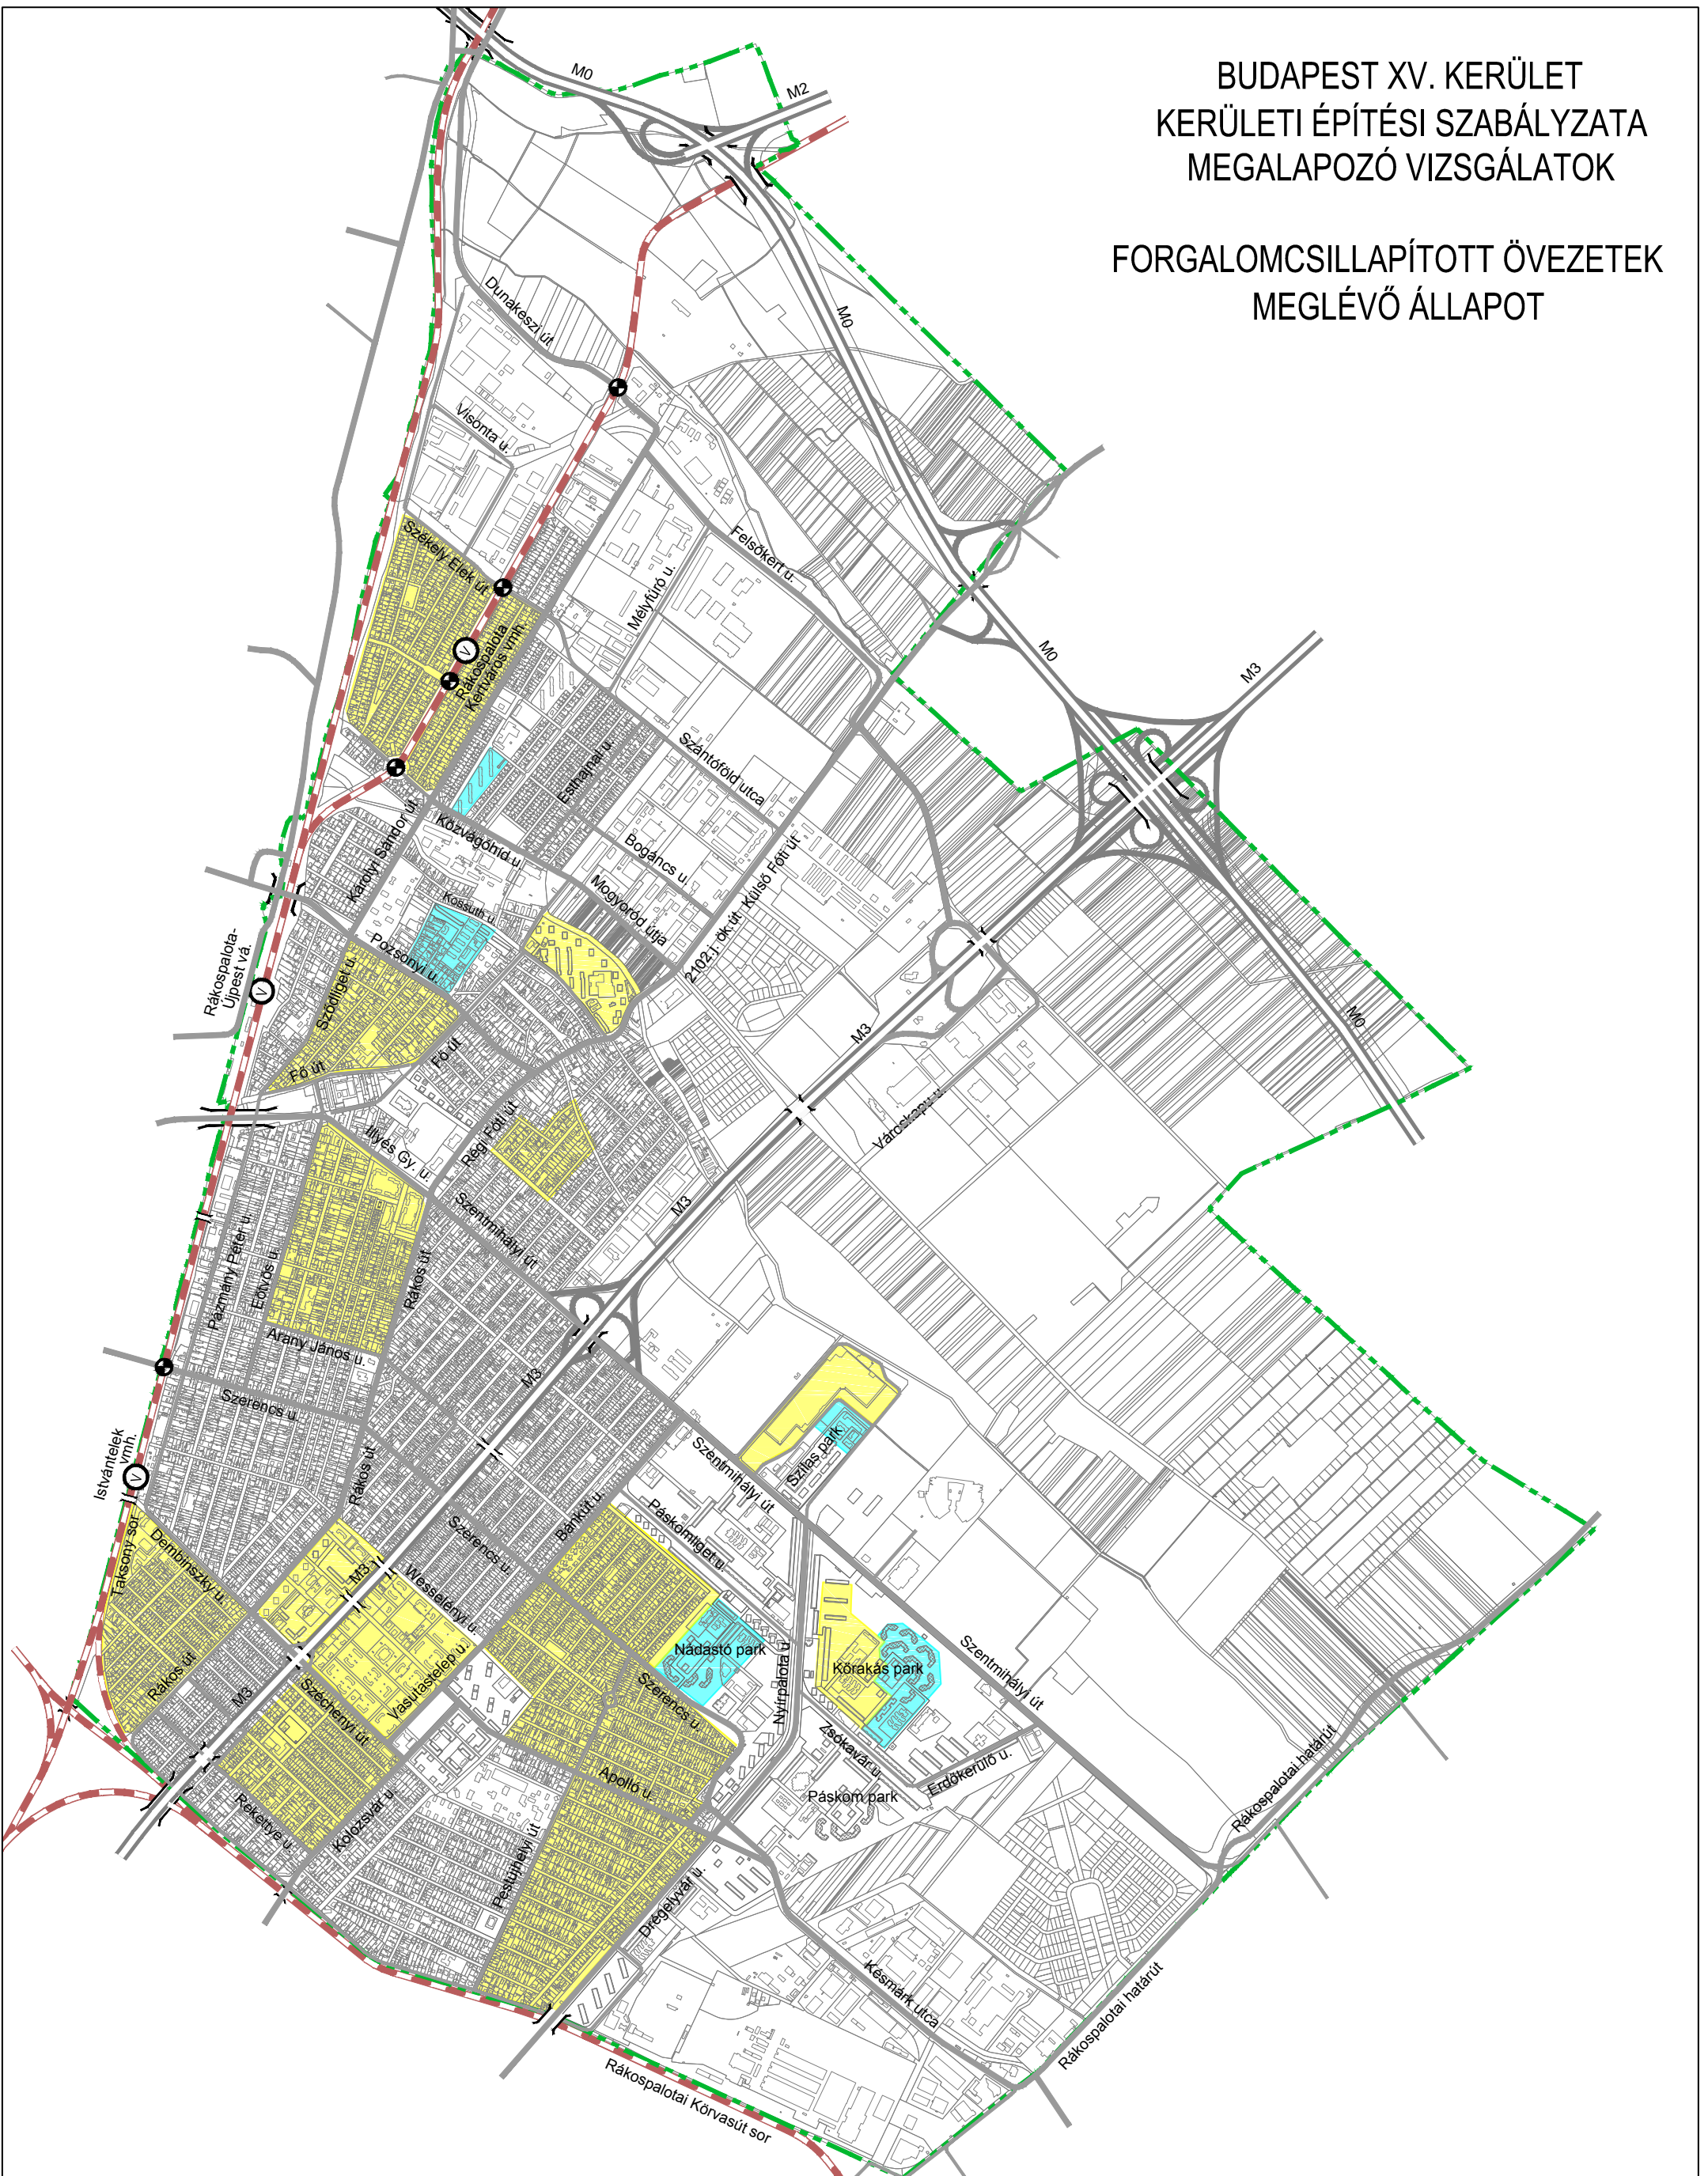 BUDAPEST XV. KERÜLET
KERÜLETI ÉPÍTÉSI SZABÁLYZATA
MEGALAPOZÓ VIZSGÁLATOK
FORGALOMCSILLAPÍTOTT ÖVEZETEK
MEGLÉVŐ ÁLLAPOT
M0
M2
M0
Dunakeszi út
Visonta u.
Székely Elek út
Felsőkert u.
Mélyfúró u.
V
Rákospalota
Kertváros vmh.
M0
M3
Szántóföld utca
Esthajnal u.
Károlyi Sándor út
Közvágóhíd u.
Bogáncs u.
2102.j. ök. út. Külső Fóti út
Mogyoród útja
Kossuth u.
Pozsonyi u.
Rákospalota-
Újpest vá.
V
Sződliget u.
M3
M0
Fő út
Fő út
Városkapu u.
Régi Fóti út
Illyés Gy. u.
Szentmihályi út
M3
Pázmány Péter u.
Eötvös u.
Rákos út
Arany János u.
M3
Szerencs u.
Istvántelek
vmh.
V
Rákos út
Szentmihályi út
Szilas park
Taksony sor
Dembinszky u.
Szerencs u.
Bánkút u.
Páskomliget u.
M3
Wesselényi u.
Nádastó park
Nyírpalota u.
Kőrakás park
Szentmihályi út
Rákos út
M3
Széchenyi út
Vasutastelep u.
Szerencs u.
Zsókavár u.
Erdőkerülő u.
Rákospalotai határút
Apolló u.
Páskom park
Rekettye u.
Kolozsvár u.
Pestújhelyi út
Drégelyvár u.
Késmárk utca
Rákospalotai határút
Rákospalotai Körvasút sor